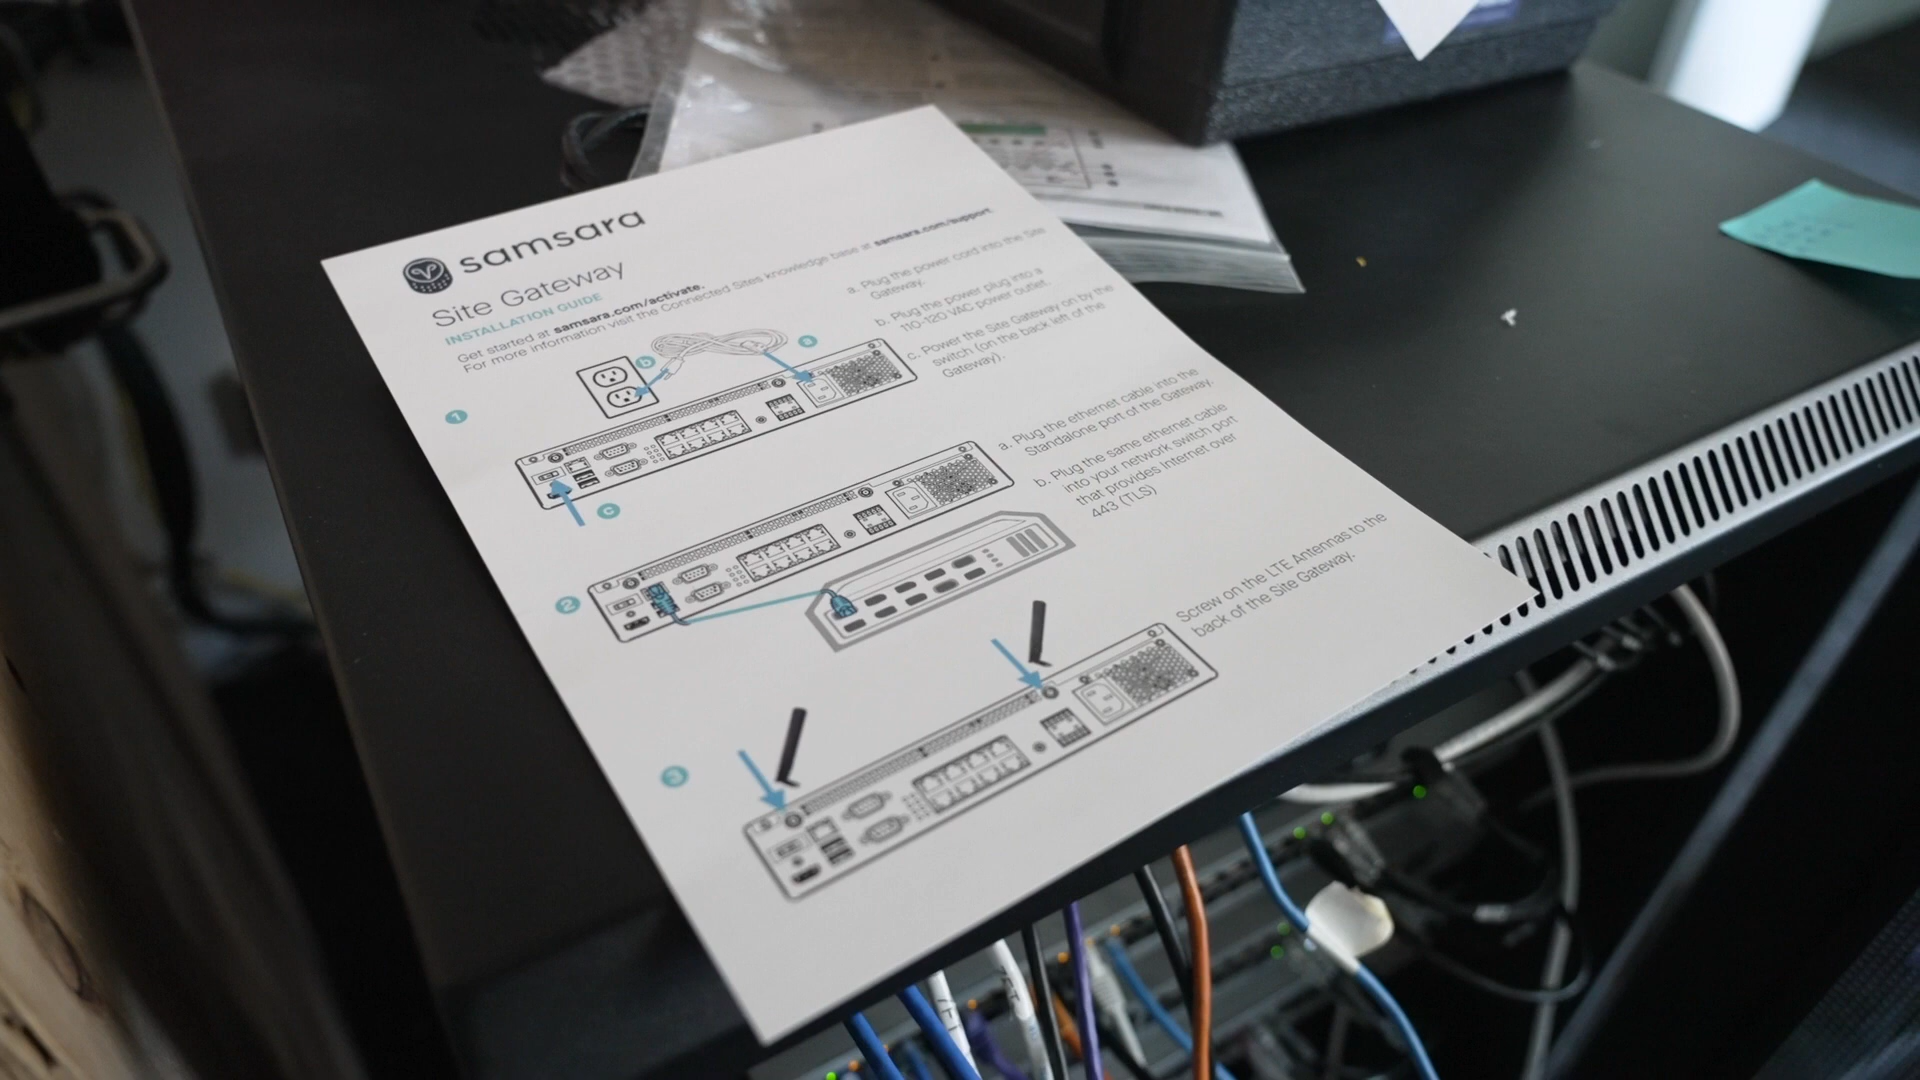 samsara
Site Gateway
INSTALLATION GUIDE
Get started at samsara.com/activate.
For more information visit the Connected Sites knowledge base at samsara.com/support.
1
b
a
c
a. Plug the power cord into the Site
Gateway.
b. Plug the power plug into a
110-120 VAC power outlet.
c. Power the Site Gateway on by the
switch (on the back left of the
Gateway).
2
a. Plug the ethernet cable into the
Standalone port of the Gateway.
b. Plug the same ethernet cable
into your network switch port
that provides Internet over
443 (TLS)
3
Screw on the LTE Antennas to the
back of the Site Gateway.